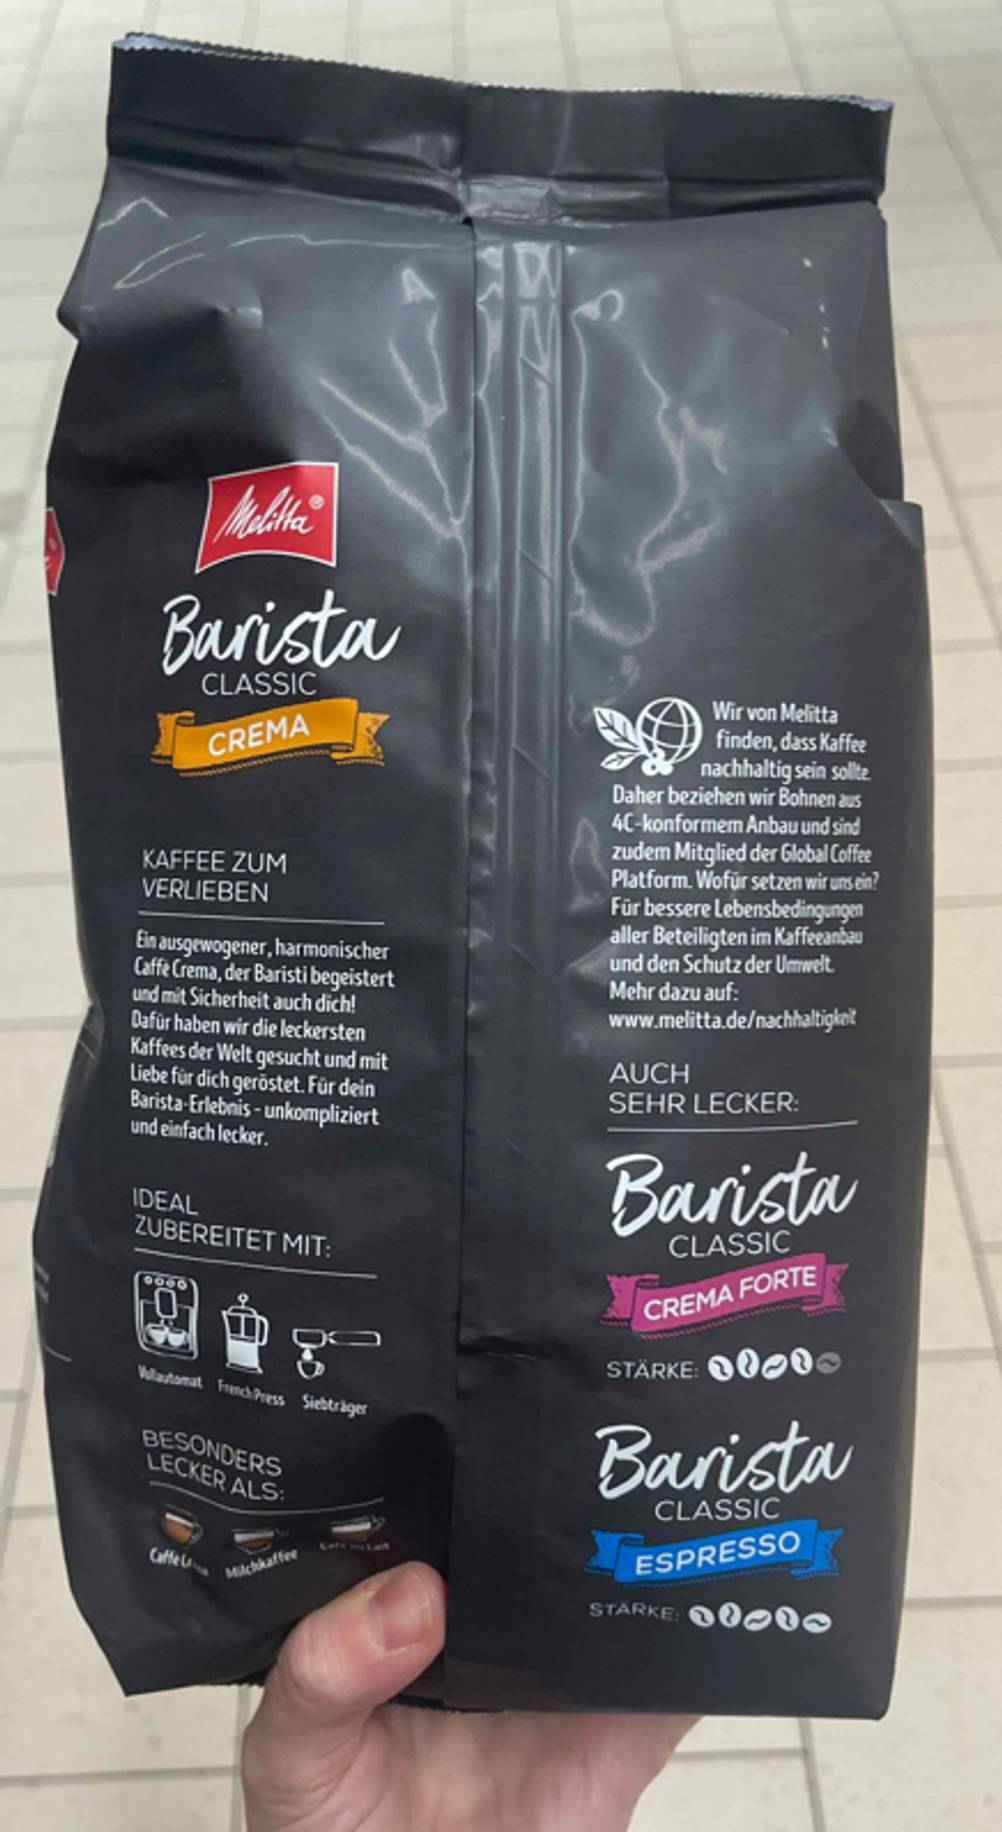 Melitta®
Barista
CLASSIC
CREMA
KAFFEE ZUM
VERLIEBEN
Ein ausgewogener, harmonischer
Caffè Crema, der Baristi begeistert
und mit Sicherheit auch dich!
Dafür haben wir die leckersten
Kaffees der Welt gesucht und mit
Liebe für dich geröstet. Für dein
Barista-Erlebnis - unkompliziert
und einfach lecker.
IDEAL
ZUBEREITET MIT:
Vollautomat French Press Siebträger
BESONDERS
LECKER ALS:
Caffè Milchkaffee Lait
Wir von Melitta
finden, dass Kaffee
nachhaltig sein sollte.
Daher beziehen wir Bohnen aus
4C-konformem Anbau und sind
zudem Mitglied der Global Coffee
Platform. Wofür setzen wir uns ein?
Für bessere Lebensbedingungen
aller Beteiligten im Kaffeeanbau
und den Schutz der Umwelt.
Mehr dazu auf:
www.melitta.de/nachhaltigkeit
AUCH
SEHR LECKER:
Barista
CLASSIC
CREMA FORTE
STÄRKE:
Barista
CLASSIC
ESPRESSO
STÄRKE: